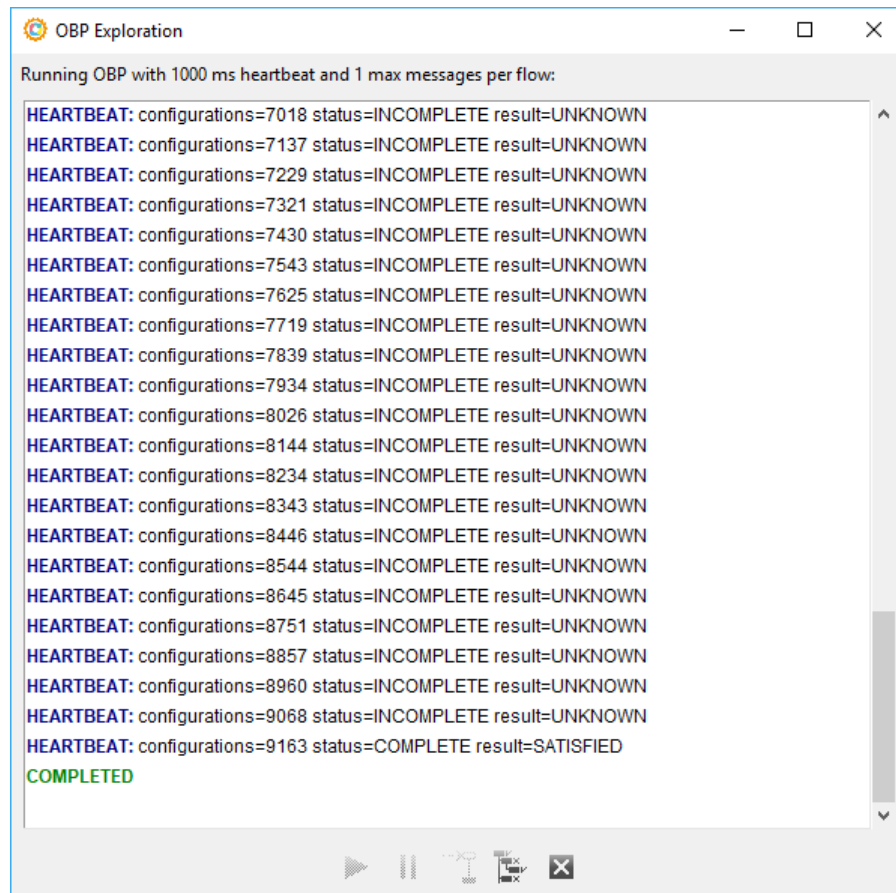 OBP Exploration
Running OBP with 1000 ms heartbeat and 1 max messages per flow:
HEARTBEAT: configurations=7018 status=INCOMPLETE result=UNKNOWN
HEARTBEAT: configurations=7137 status=INCOMPLETE result=UNKNOWN
HEARTBEAT: configurations=7229 status=INCOMPLETE result=UNKNOWN
HEARTBEAT: configurations=7321 status=INCOMPLETE result=UNKNOWN
HEARTBEAT: configurations=7430 status=INCOMPLETE result=UNKNOWN
HEARTBEAT: configurations=7543 status=INCOMPLETE result=UNKNOWN
HEARTBEAT: configurations=7625 status=INCOMPLETE result=UNKNOWN
HEARTBEAT: configurations=7719 status=INCOMPLETE result=UNKNOWN
HEARTBEAT: configurations=7839 status=INCOMPLETE result=UNKNOWN
HEARTBEAT: configurations=7934 status=INCOMPLETE result=UNKNOWN
HEARTBEAT: configurations=8026 status=INCOMPLETE result=UNKNOWN
HEARTBEAT: configurations=8144 status=INCOMPLETE result=UNKNOWN
HEARTBEAT: configurations=8234 status=INCOMPLETE result=UNKNOWN
HEARTBEAT: configurations=8343 status=INCOMPLETE result=UNKNOWN
HEARTBEAT: configurations=8446 status=INCOMPLETE result=UNKNOWN
HEARTBEAT: configurations=8544 status=INCOMPLETE result=UNKNOWN
HEARTBEAT: configurations=8645 status=INCOMPLETE result=UNKNOWN
HEARTBEAT: configurations=8751 status=INCOMPLETE result=UNKNOWN
HEARTBEAT: configurations=8857 status=INCOMPLETE result=UNKNOWN
HEARTBEAT: configurations=8960 status=INCOMPLETE result=UNKNOWN
HEARTBEAT: configurations=9068 status=INCOMPLETE result=UNKNOWN
HEARTBEAT: configurations=9163 status=COMPLETE result=SATISFIED
COMPLETED